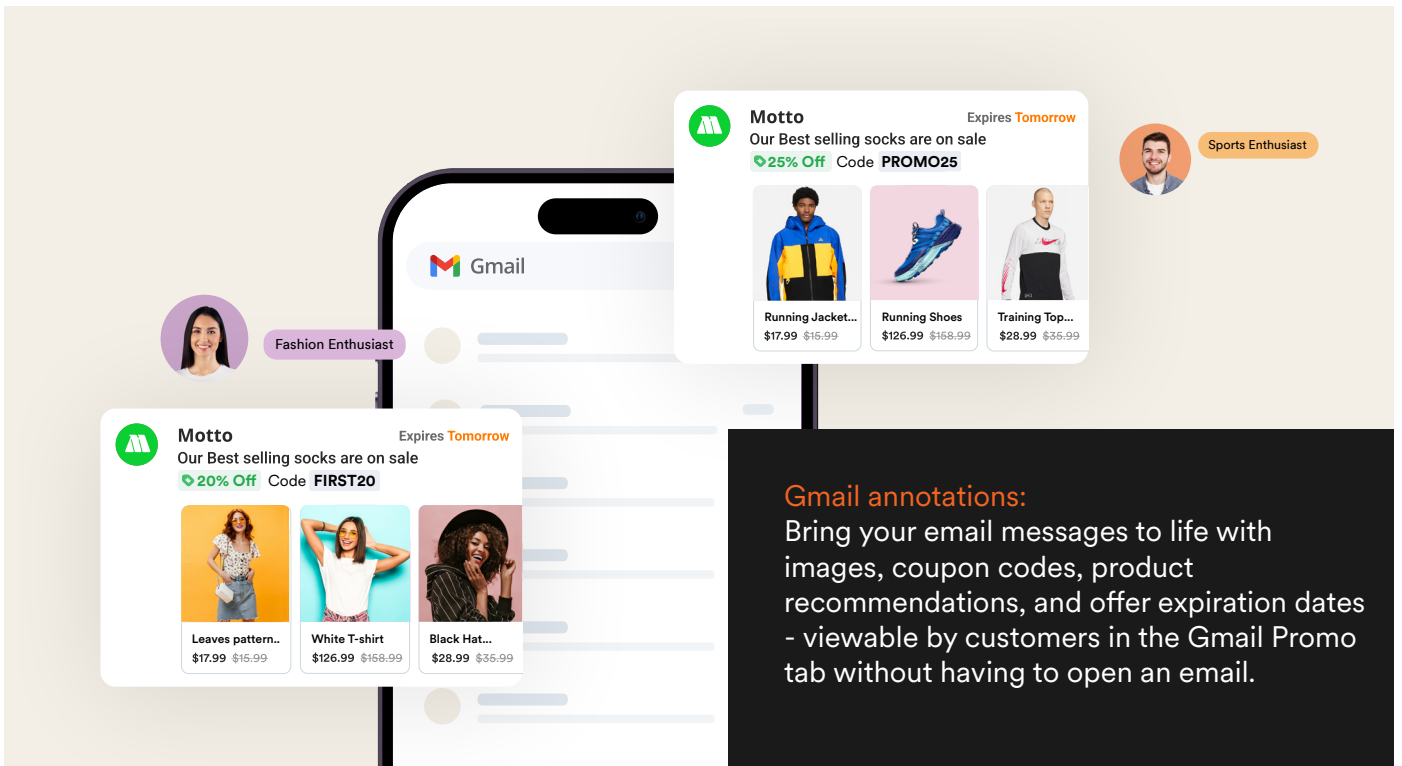 Motto
Expires Tomorrow
Our Best selling socks are on sale
25% Off Code PROMO25
Sports Enthusiast
Running Jacket...
$17.99 $15.99
Running Shoes
$126.99 $158.99
Training Top...
$28.99 $35.99
Gmail
Fashion Enthusiast
Motto
Expires Tomorrow
Our Best selling socks are on sale
20% Off Code FIRST20
Leaves pattern..
$17.99 $15.99
White T-shirt
$126.99 $158.99
Black Hat...
$28.99 $35.99
Gmail annotations:
Bring your email messages to life with
images, coupon codes, product
recommendations, and offer expiration dates
- viewable by customers in the Gmail Promo
tab without having to open an email.